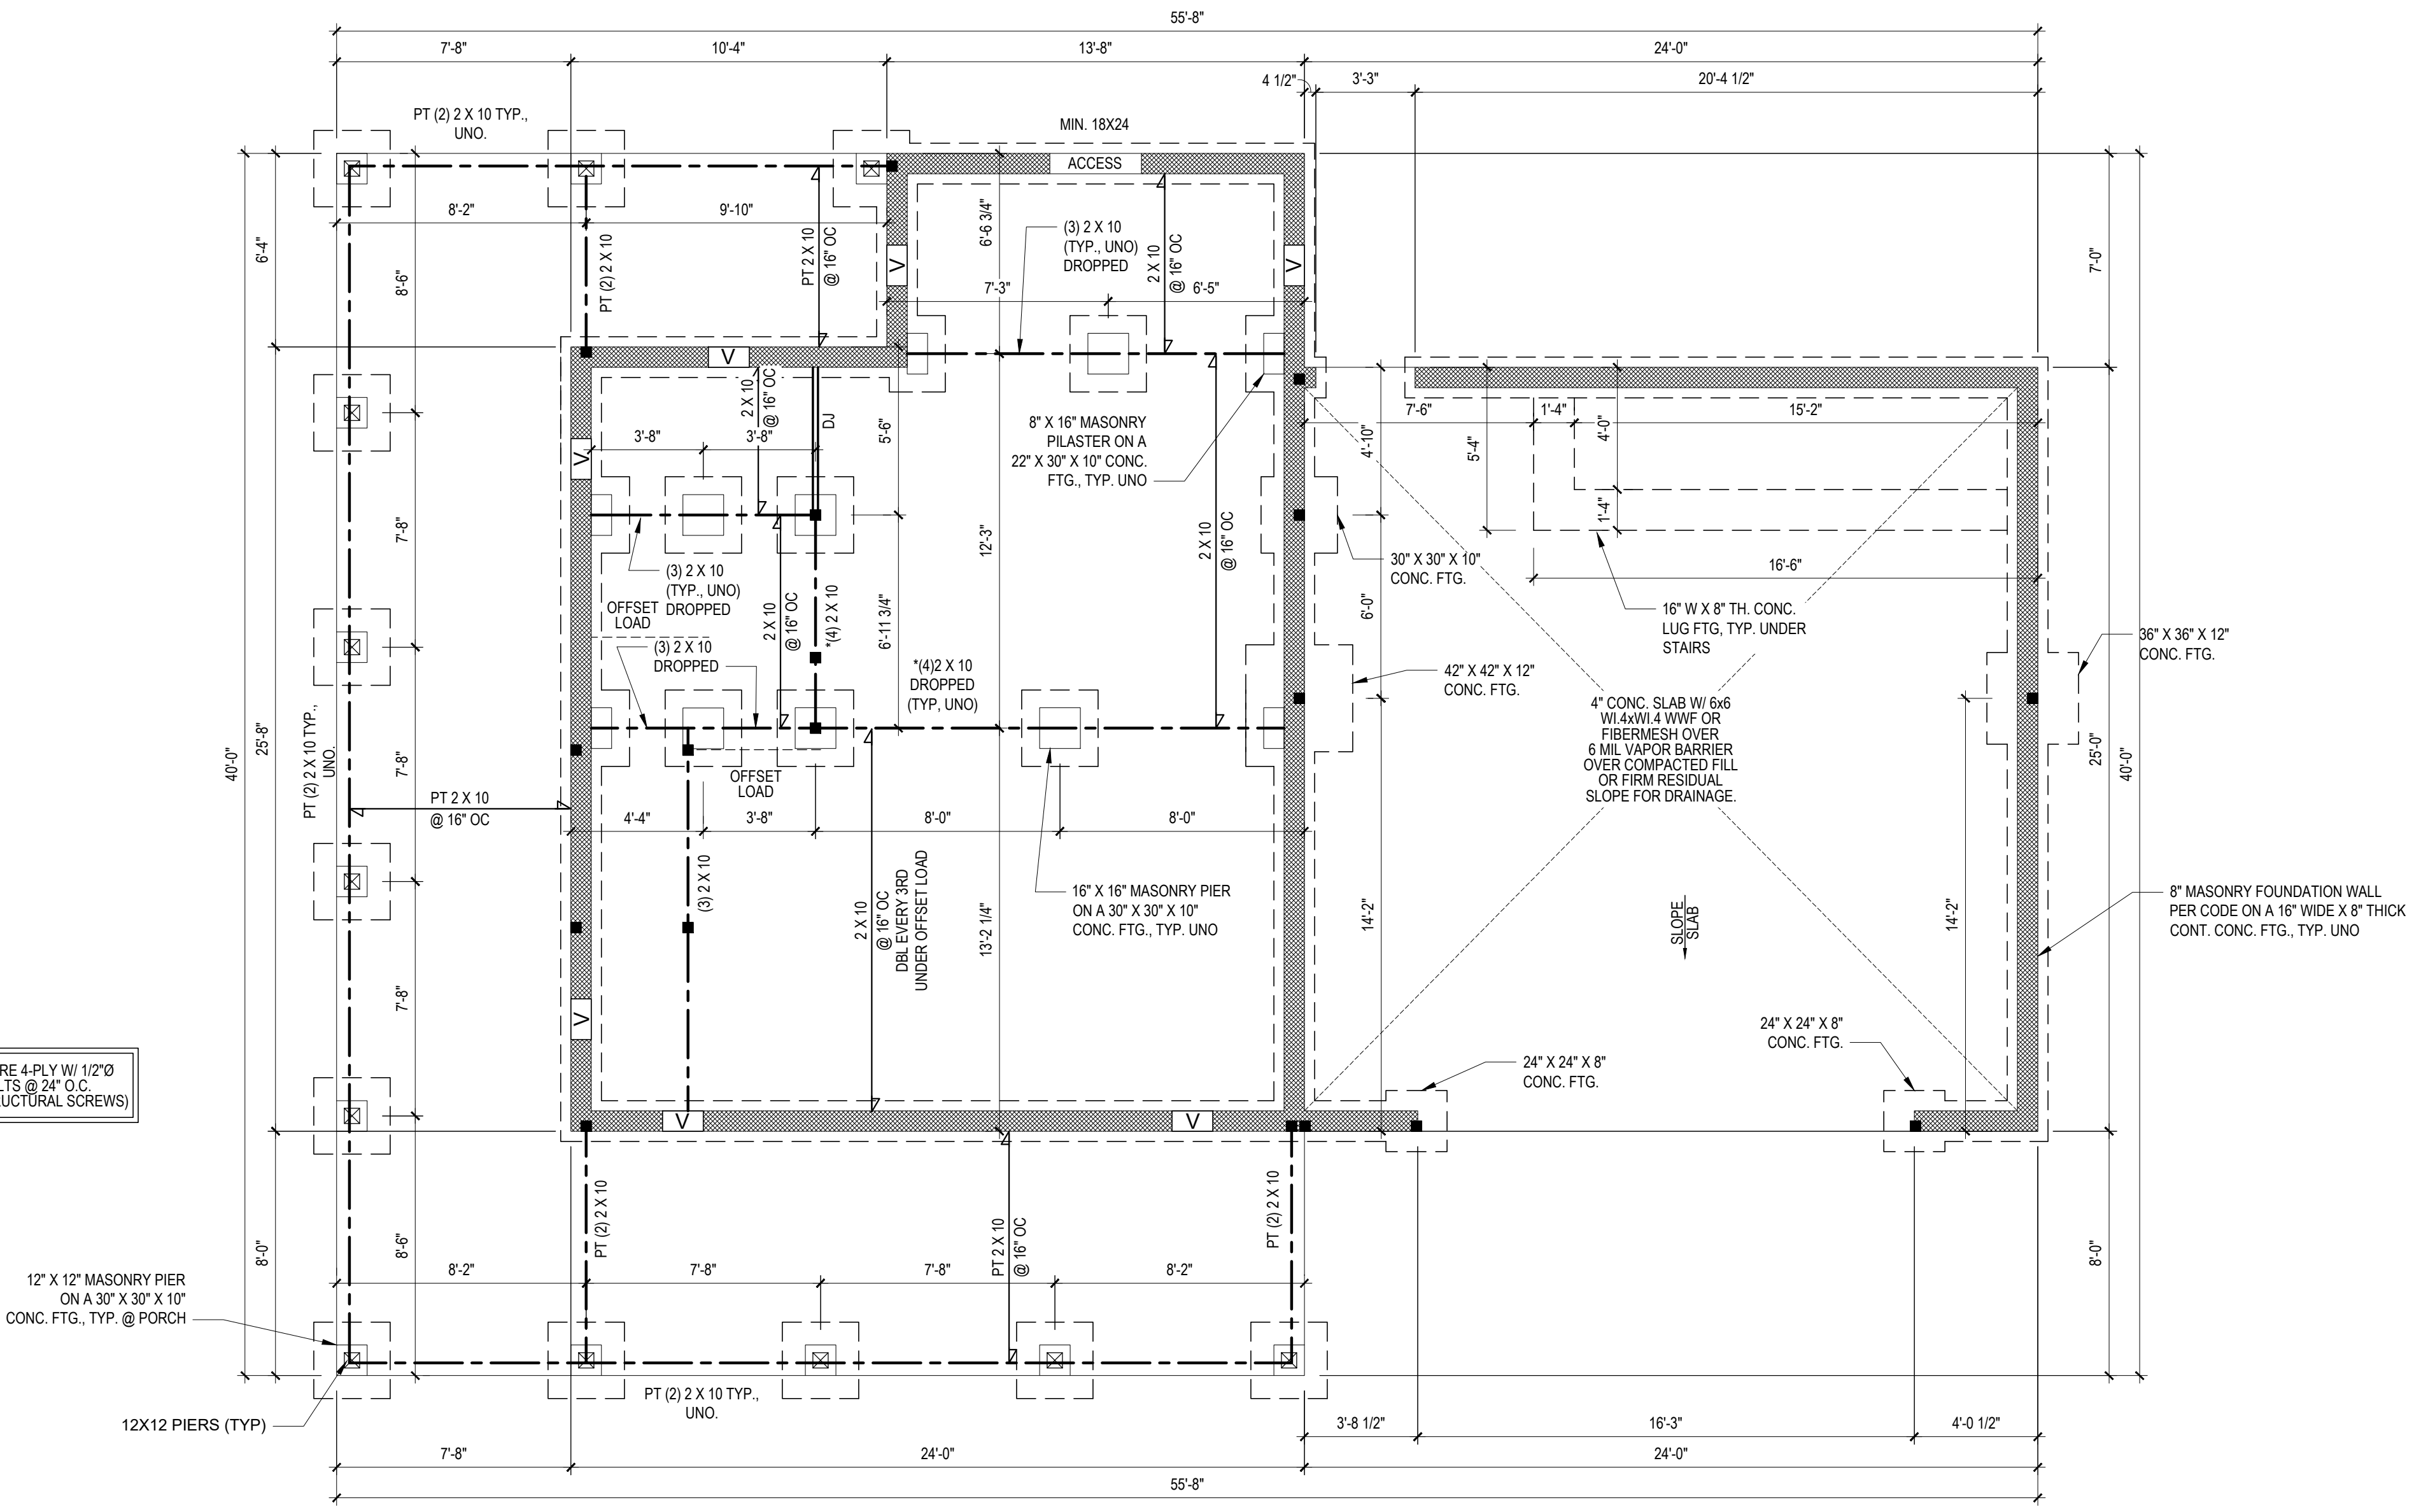 55'-8"
7'-8"
10'-4"
13'-8"
24'-0"
4 1/2"
3'-3"
20'-4 1/2"
PT (2) 2 X 10 TYP.,
UNO.
MIN. 18X24
ACCESS
8'-2"
9'-10"
6'-4"
8'-6"
PT (2) 2 X 10
PT 2 X 10
@ 16" OC
V
6'-6 3/4"
(3) 2 X 10
(TYP., UNO)
DROPPED
2 X 10
@ 16" OC
V
7'-0"
7'-3"
6'-5"
V
2 X 10
@ 16" OC
DJ
3'-8"
3'-8"
5'-6"
V
8" X 16" MASONRY
PILASTER ON A
22" X 30" X 10" CONC.
FTG., TYP. UNO
7'-6"
1'-4"
15'-2"
4'-10"
5'-4"
4'-0"
1'-4"
7'-8"
12'-3"
2 X 10
@ 16" OC
30" X 30" X 10"
CONC. FTG.
16'-6"
(3) 2 X 10
(TYP., UNO)
DROPPED
OFFSET
LOAD
2 X 10
@ 16" OC
*(4) 2 X 10
6'-11 3/4"
6'-0"
16" W X 8" TH. CONC.
LUG FTG, TYP. UNDER
STAIRS
(3) 2 X 10
DROPPED
*(4)2 X 10
DROPPED
(TYP, UNO)
42" X 42" X 12"
CONC. FTG.
36" X 36" X 12"
CONC. FTG.
4" CONC. SLAB W/ 6x6
WI.4xWI.4 WWF OR
FIBERMESH OVER
6 MIL VAPOR BARRIER
OVER COMPACTED FILL
OR FIRM RESIDUAL
SLOPE FOR DRAINAGE.
40'-0"
25'-8"
PT (2) 2 X 10 TYP.,
UNO.
7'-8"
25'-0"
40'-0"
OFFSET
LOAD
PT 2 X 10
@ 16" OC
4'-4"
3'-8"
8'-0"
8'-0"
(3) 2 X 10
2 X 10
@ 16" OC
DBL EVERY 3RD
UNDER OFFSET LOAD
16" X 16" MASONRY PIER
ON A 30" X 30" X 10"
CONC. FTG., TYP. UNO
13'-2 1/4"
14'-2"
SLOPE
SLAB
14'-2"
8" MASONRY FOUNDATION WALL
PER CODE ON A 16" WIDE X 8" THICK
CONT. CONC. FTG., TYP. UNO
7'-8"
V
24" X 24" X 8"
CONC. FTG.
24" X 24" X 8"
CONC. FTG.
RE 4-PLY W/ 1/2"Ø
LTS @ 24" O.C.
UCTURAL SCREWS)
V
V
8'-0"
8'-6"
PT (2) 2 X 10
PT 2 X 10
@ 16" OC
PT (2) 2 X 10
8'-0"
12" X 12" MASONRY PIER
ON A 30" X 30" X 10"
CONC. FTG., TYP. @ PORCH
8'-2"
7'-8"
7'-8"
8'-2"
PT (2) 2 X 10 TYP.,
UNO.
12X12 PIERS (TYP)
3'-8 1/2"
16'-3"
4'-0 1/2"
7'-8"
24'-0"
24'-0"
55'-8"